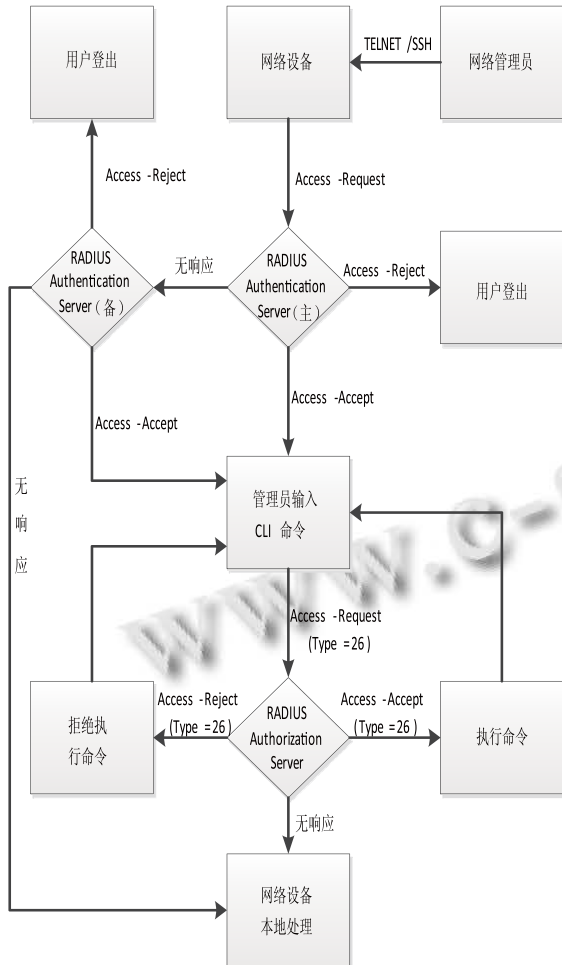 用户登出
网络设备
TELNET /SSH
网络管理员
Access -Reject
Access -Request
RADIUS
Authentication
Server（备）
无响应
RADIUS
Authentication
Server（主）
Access -Reject
用户登出
Access -Accept
Access -Accept
无
响
应
管理员输入
CLI 命令
www.c-
Access -Request
(Type =26 )
拒绝执
行命令
Access -Reject
(Type =26 )
RADIUS
Authorization
Server
Access -Accept
(Type =26 )
执行命令
无响应
网络设备
本地处理